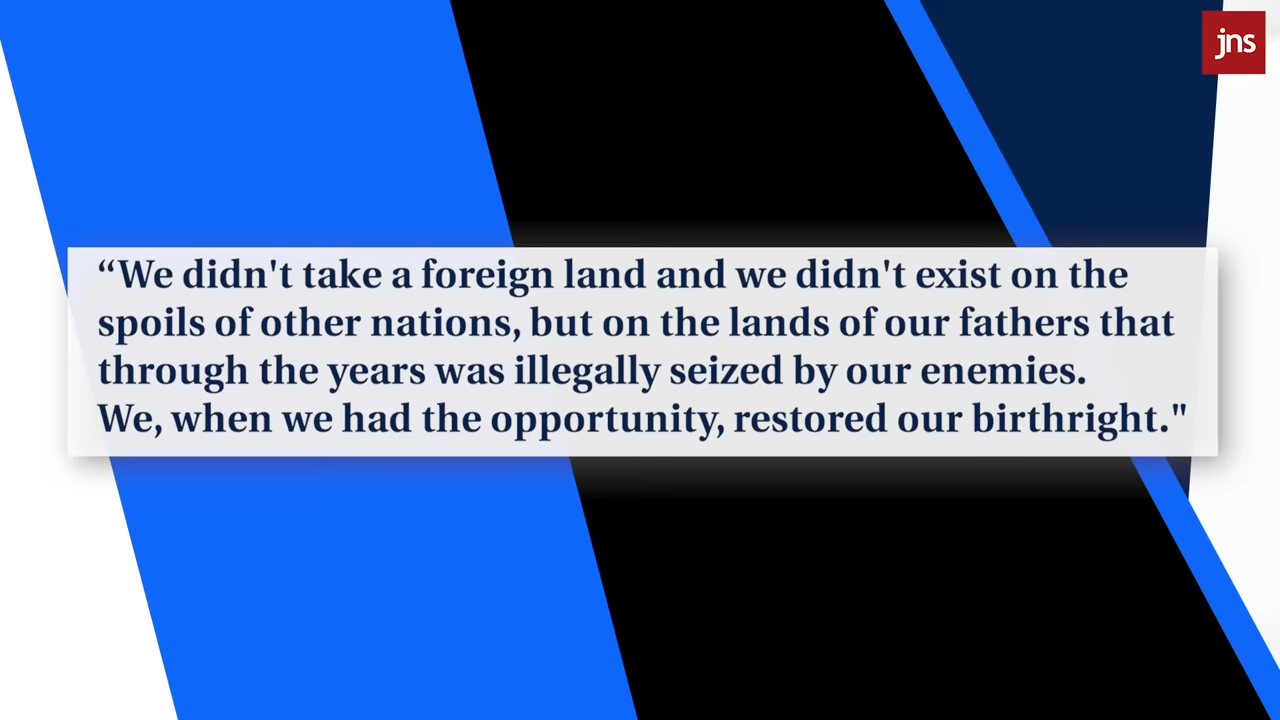 jns
“We didn't take a foreign land and we didn't exist on the
spoils of other nations, but on the lands of our fathers that
through the years was illegally seized by our enemies.
We, when we had the opportunity, restored our birthright."